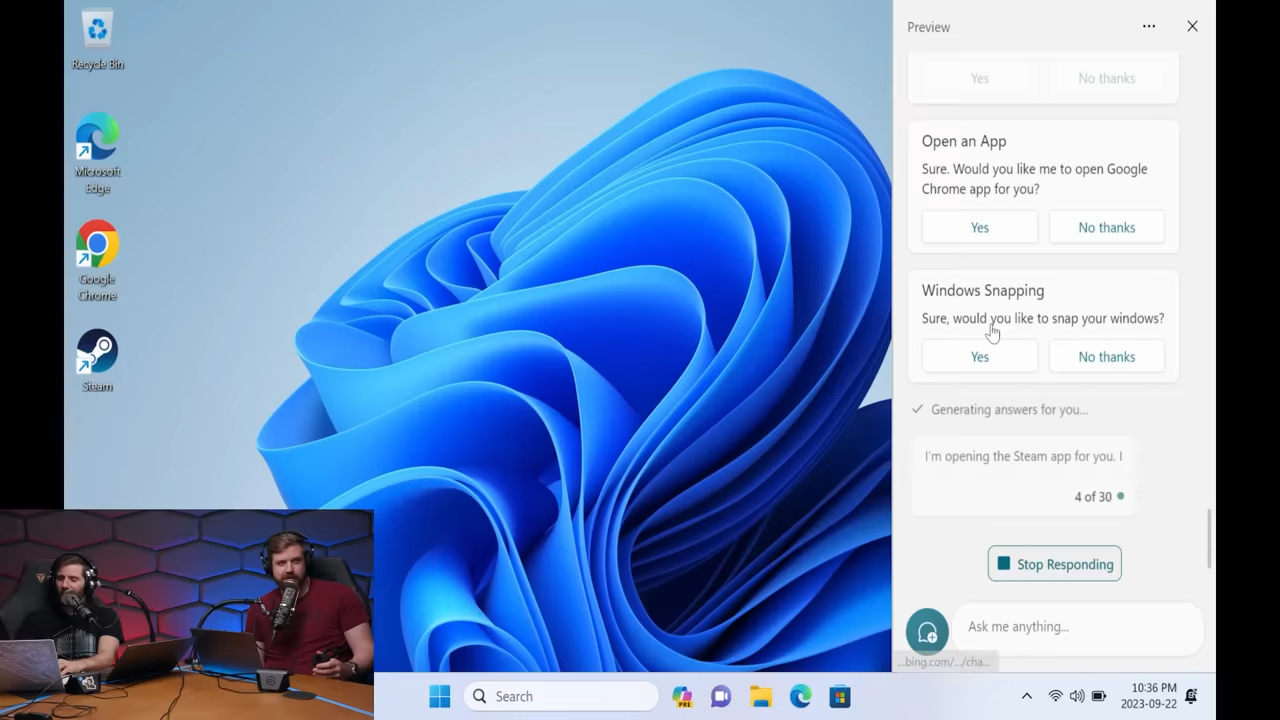 Recycle Bin
Microsoft
Edge
Google
Chrome
Steam
Preview
Yes
No thanks
Open an App
Sure. Would you like me to open Google
Chrome app for you?
Yes
No thanks
Windows Snapping
Sure, would you like to snap your windows?
Yes
No thanks
Generating answers for you...
I'm opening the Steam app for you. I
4 of 30
Stop Responding
Ask me anything...
...bing.com/.../cha...
Search
PRE
10:36 PM
2023-09-22